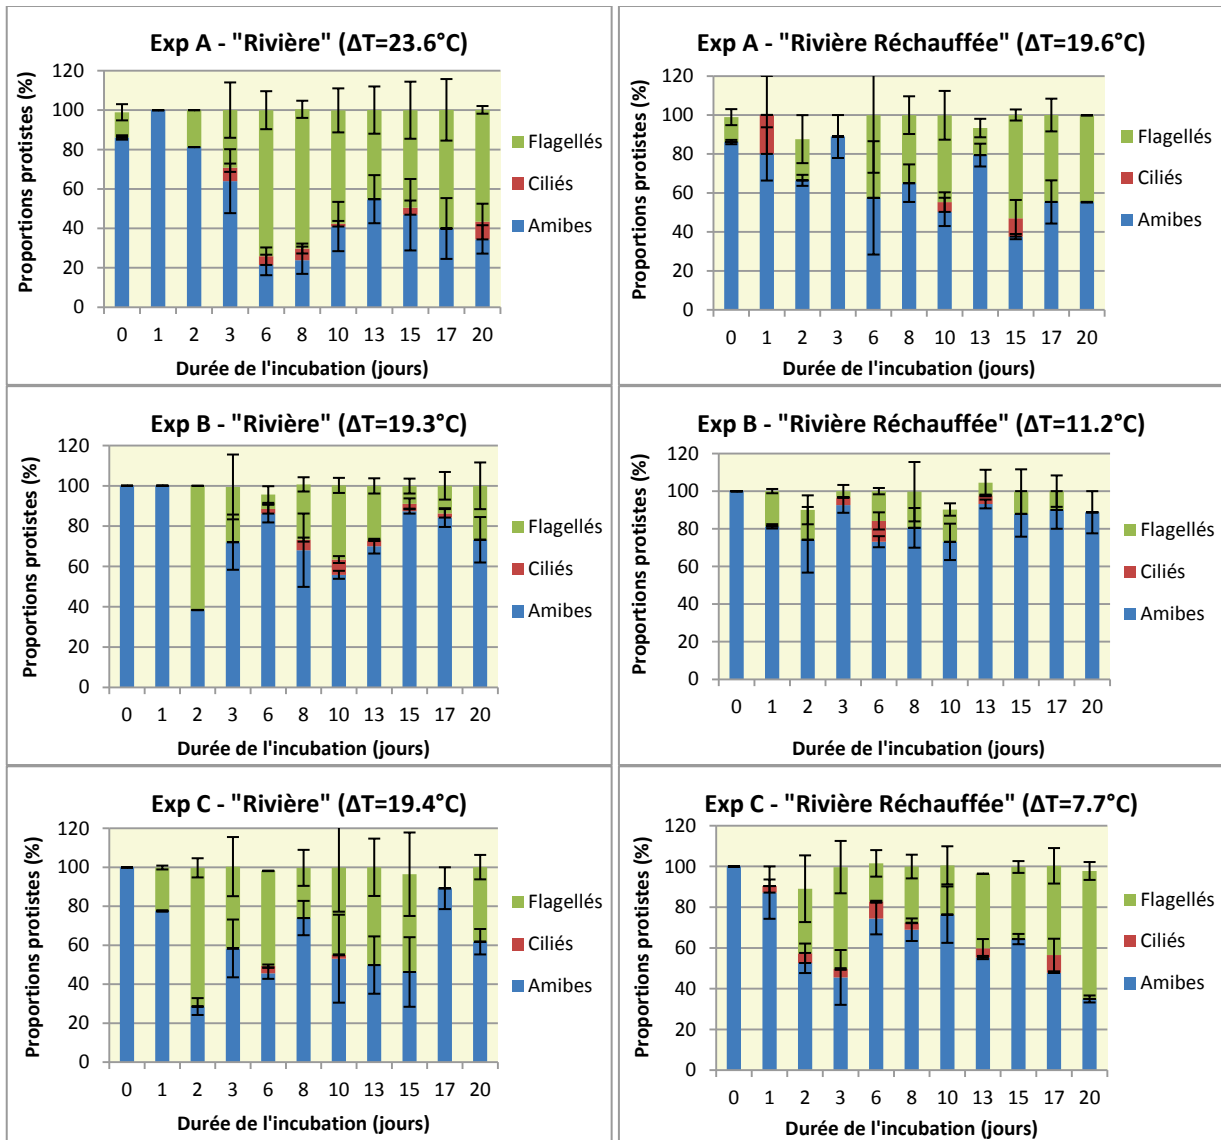 Exp A - "Rivière" (ΔT=23.6°C)
Proportions protistes (%)
120
100
80
60
40
20
0
0 1 2 3 6 8 10 13 15 17 20
Durée de l'incubation (jours)
Flagellés
Ciliés
Amibes
Exp A - "Rivière Réchauffée" (ΔT=19.6°C)
Proportions protistes (%)
120
100
80
60
40
20
0
0 1 2 3 6 8 10 13 15 17 20
Durée de l'incubation (jours)
Flagellés
Ciliés
Amibes
Exp B - "Rivière" (ΔT=19.3°C)
Proportions protistes (%)
120
100
80
60
40
20
0
0 1 2 3 6 8 10 13 15 17 20
Durée de l'incubation (jours)
Flagellés
Ciliés
Amibes
Exp B - "Rivière Réchauffée" (ΔT=11.2°C)
Proportions protistes (%)
120
100
80
60
40
20
0
0 1 2 3 6 8 10 13 15 17 20
Durée de l'incubation (jours)
Flagellés
Ciliés
Amibes
Exp C - "Rivière" (ΔT=19.4°C)
Proportions protistes (%)
120
100
80
60
40
20
0
0 1 2 3 6 8 10 13 15 17 20
Durée de l'incubation (jours)
Flagellés
Ciliés
Amibes
Exp C - "Rivière Réchauffée" (ΔT=7.7°C)
Proportions protistes (%)
120
100
80
60
40
20
0
0 1 2 3 6 8 10 13 15 17 20
Durée de l'incubation (jours)
Flagellés
Ciliés
Amibes